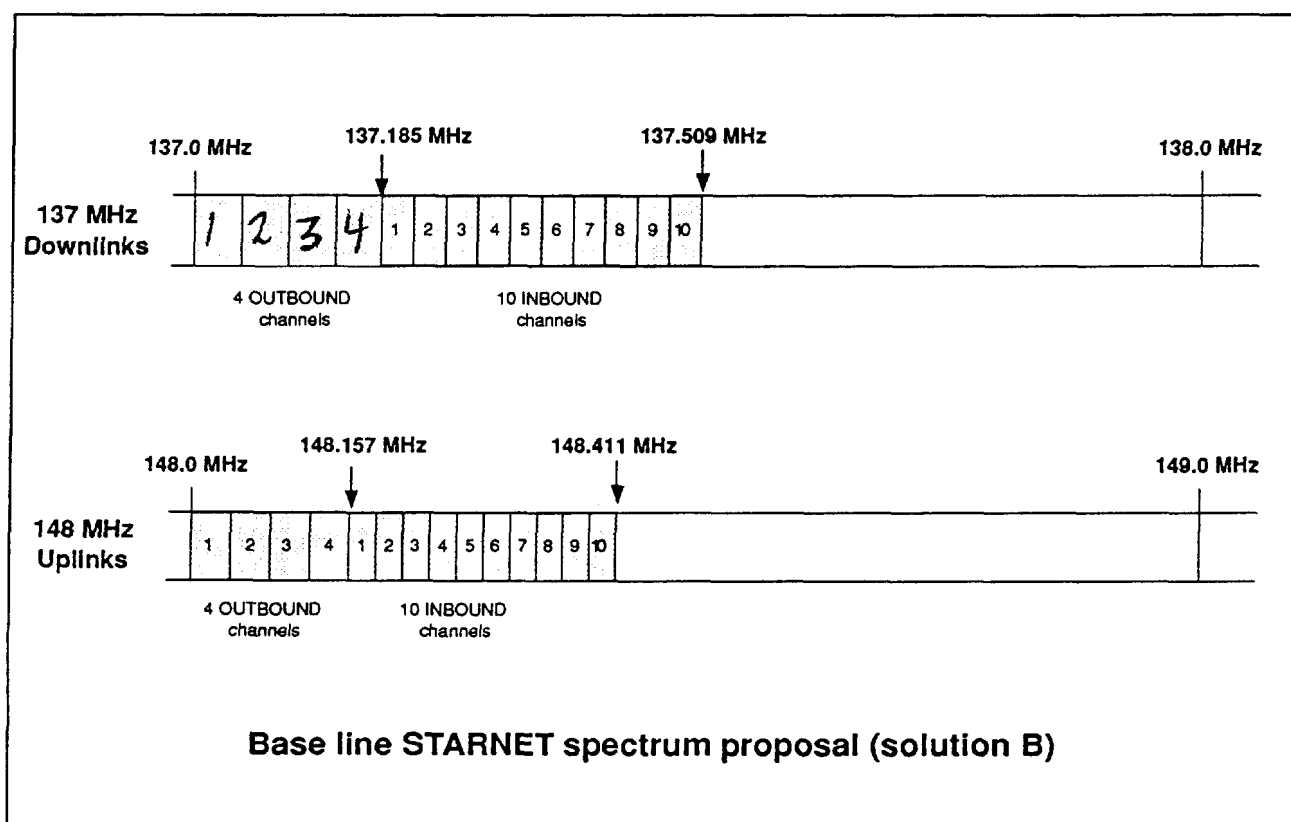 137.0 MHz 137.185 MHz 137.509 MHz 138.0 MHz
137 MHz
Downlinks
1 2 3 4 1 2 3 4 5 6 7 8 9 10
4 OUTBOUND
channels
10 INBOUND
channels
148.0 MHz 148.157 MHz 148.411 MHz 149.0 MHz
148 MHz
Uplinks
1 2 3 4 1 2 3 4 5 6 7 8 9 10
4 OUTBOUND
channels
10 INBOUND
channels
Base line STARNET spectrum proposal (solution B)